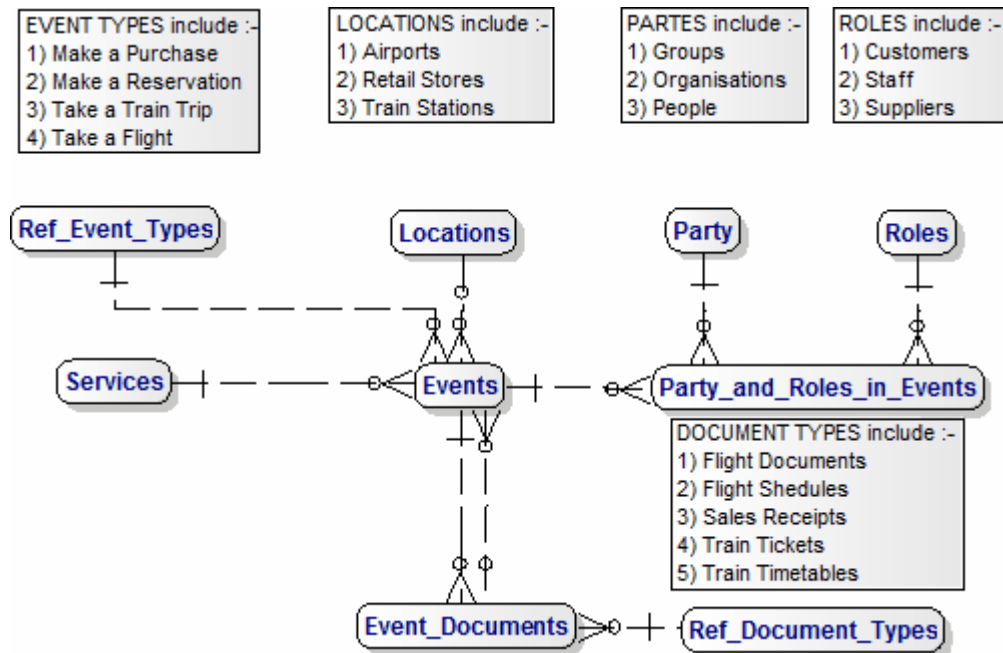 EVENT TYPES include :-
1) Make a Purchase
2) Make a Reservation
3) Take a Train Trip
4) Take a Flight
LOCATIONS include :-
1) Airports
2) Retail Stores
3) Train Stations
PARTES include :-
1) Groups
2) Organisations
3) People
ROLES include :-
1) Customers
2) Staff
3) Suppliers
Ref_Event_Types
Locations
Party
Roles
Services
Events
Party_and_Roles_in_Events
DOCUMENT TYPES include :-
1) Flight Documents
2) Flight Shedules
3) Sales Receipts
4) Train Tickets
5) Train Timetables
Event_Documents
Ref_Document_Types